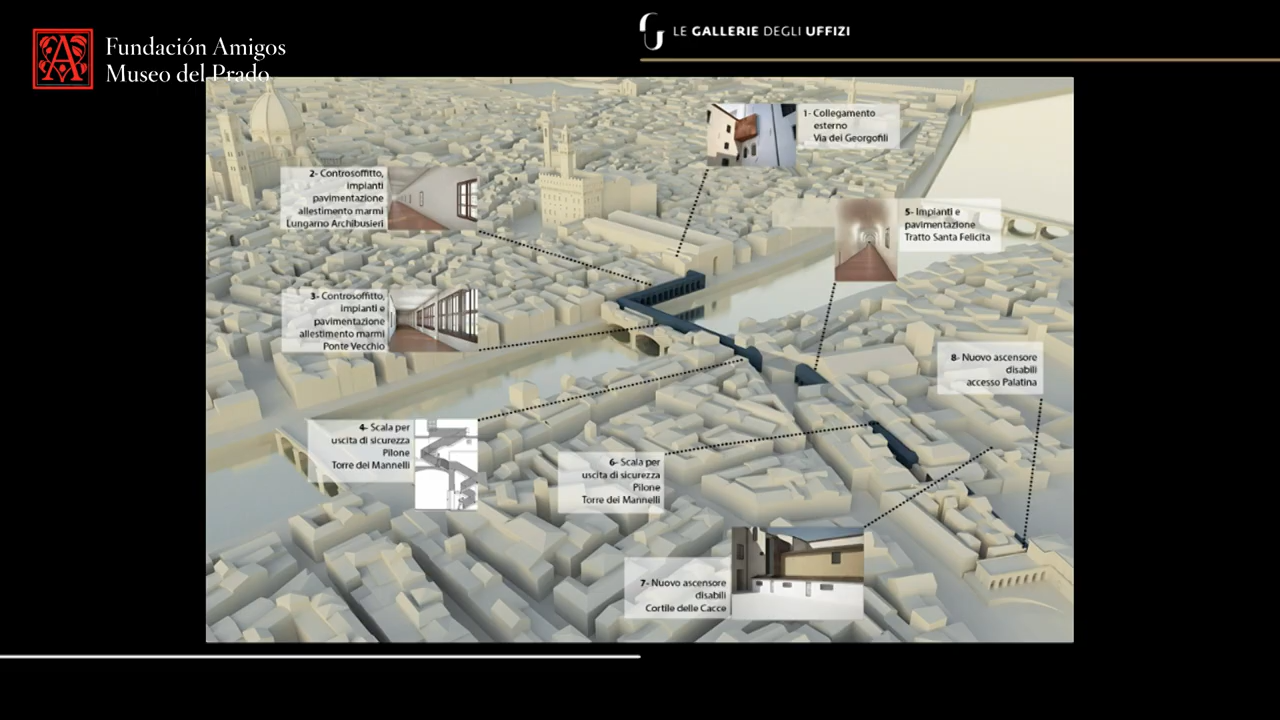 Fundación Amigos
Museo del Prado
LE GALLERIE DEGLI UFFIZI
1- Collegamento
esterno
Via dei Georgofili
2- Controsoffitto,
impianti
pavimentazione
allestimento marmi
Lungarno Archibusieri
5- Impianti e
pavimentazione
Tratto Santa Felicita
3- Controsoffitto,
impianti e
pavimentazione
allestimento marmi
Ponte Vecchio
8- Nuovo ascensore
disabili
accesso Palatina
4- Scala per
uscita di sicurezza
Pilone
Torre dei Mannelli
6- Scala per
uscita di sicurezza
Pilone
Torre dei Mannelli
7- Nuovo ascensore
disabili
Cortile delle Cacce